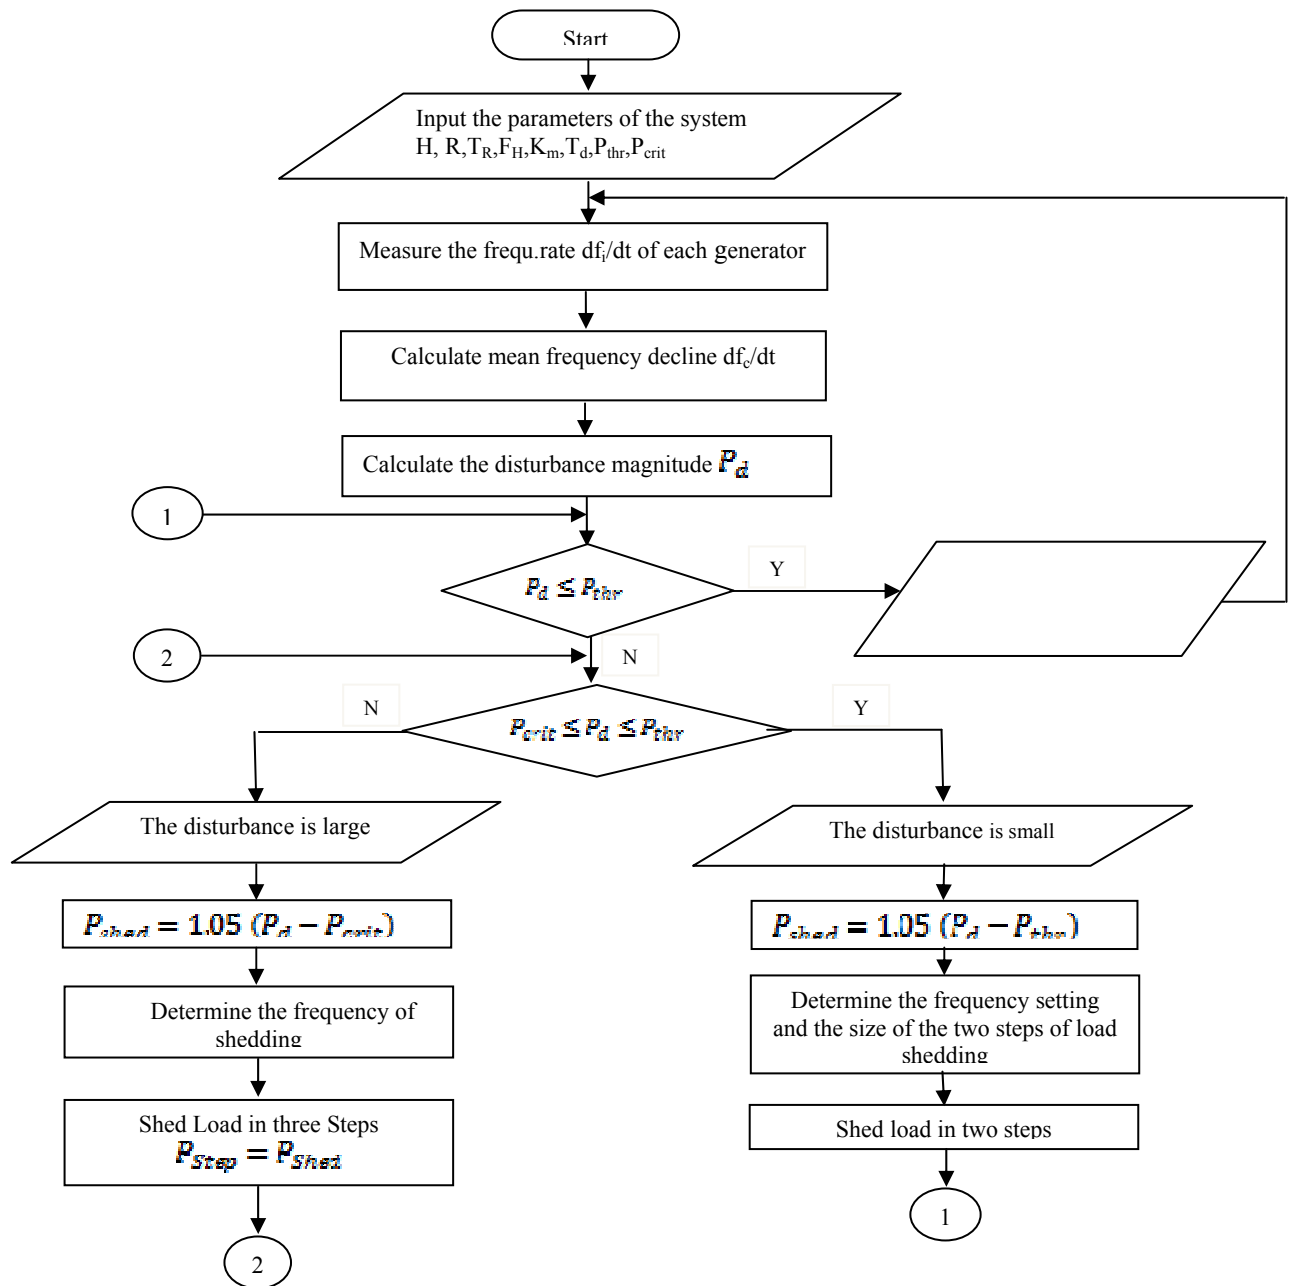 Start
Input the parameters of the system
H, R,T_R,F_H,K_m,T_d,P_thr,P_crit
Measure the frequ.rate df_i/dt of each generator
Calculate mean frequency decline df_c/dt
Calculate the disturbance magnitude P_d
1
P_d ≤ P_thr
Y
2
N
N
P_crit ≤ P_d ≤ P_thr
Y
The disturbance is large
The disturbance is small
P_shed = 1.05 (P_d − P_crit)
P_shed = 1.05 (P_d − P_thr)
Determine the frequency of
shedding
Determine the frequency setting
and the size of the two steps of load
shedding
Shed Load in three Steps
P_Step = P_Shed
Shed load in two steps
1
2